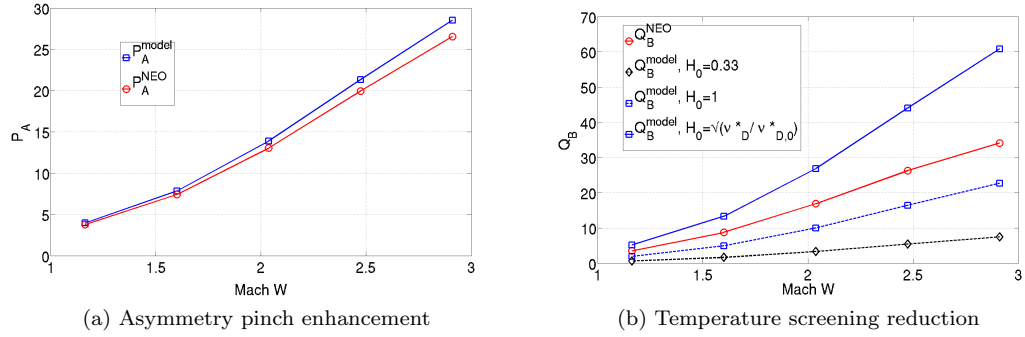 P_A^model
P_A^NEO
30
25
20
15
10
5
0
P_A
1
1.5
2
2.5
3
Mach W
(a) Asymmetry pinch enhancement
Q_B^NEO
Q_B^model, H_0=0.33
Q_B^model, H_0=1
Q_B^model, H_0=√(ν*_D/ ν*_D,0)
70
60
50
40
30
20
10
0
Q_B
1
1.5
2
2.5
3
Mach W
(b) Temperature screening reduction